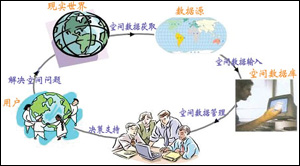 现实世界
数据源
空间数据获取
空间数据输入
空间数据库
空间数据管理
决策支持
用户
解决空间问题